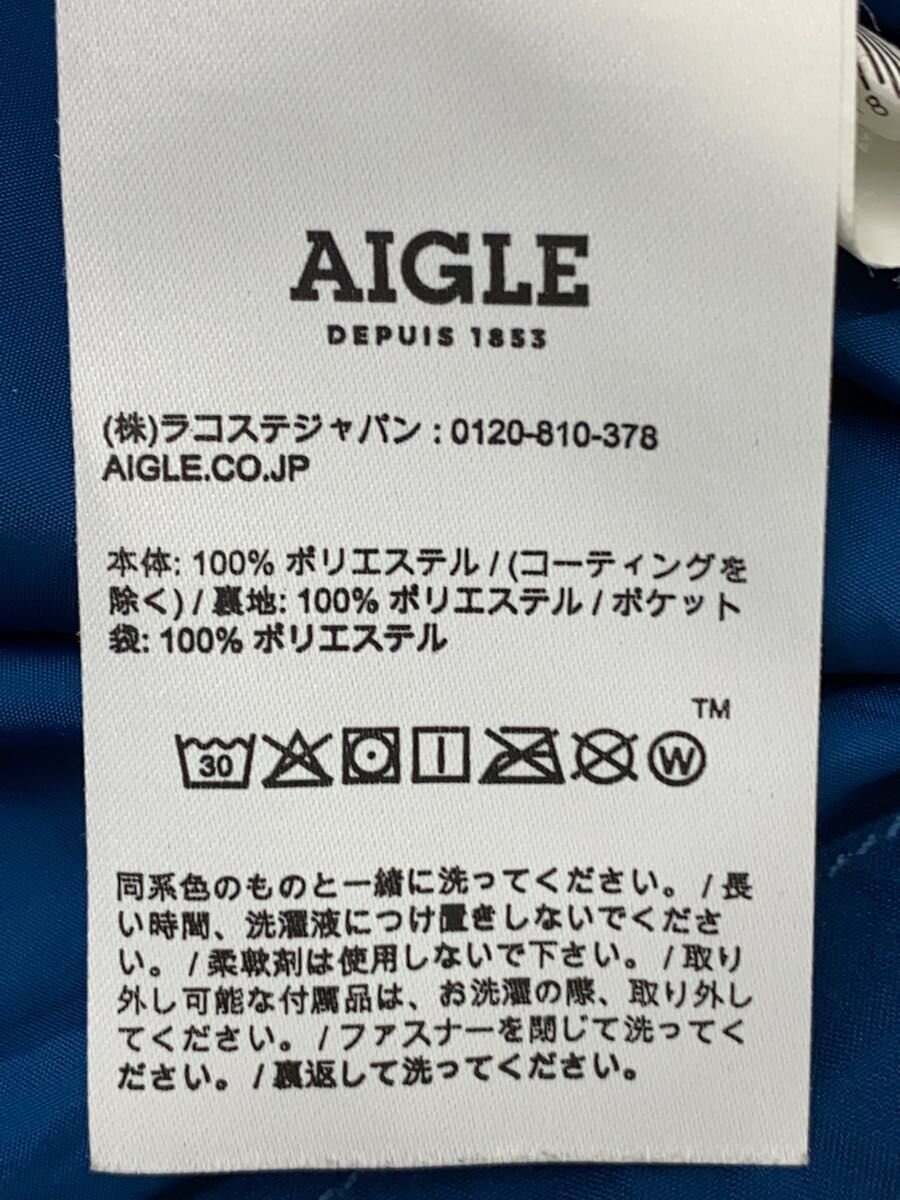 AIGLE
DEPUIS 1853
(株)ラコステジャパン : 0120-810-378
AIGLE.CO.JP
本体: 100% ポリエステル / (コーティングを
除く) / 裏地: 100% ポリエステル / ポケット
袋: 100% ポリエステル
TM
30
W
同系色のものと一緒に洗ってください。 / 長
い時間、洗濯液につけ置きしないでくださ
い。 / 柔軟剤は使用しないで下さい。 / 取り
外し可能な付属品は、お洗濯の際、取り外し
てください。 / ファスナーを閉じて洗ってく
ださい。 / 裏返して洗ってください。
8